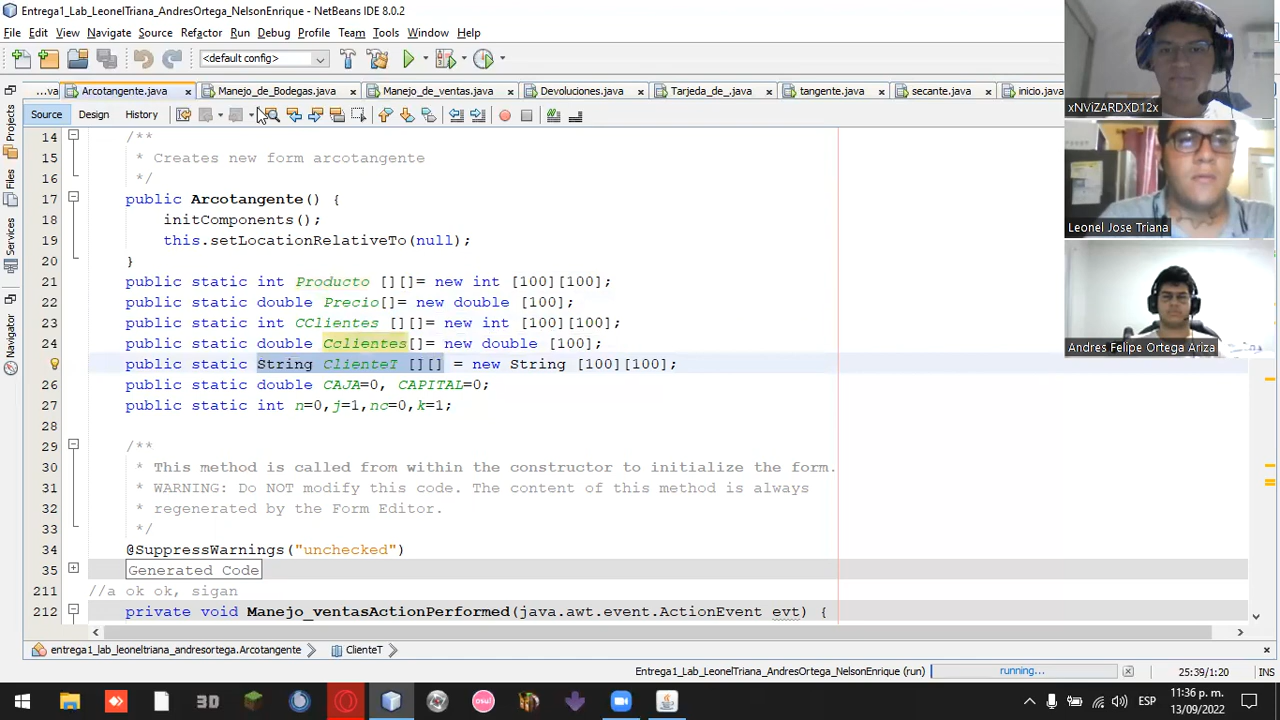 Entrega1_Lab_LeonelTriana_AndresOrtega_NelsonEnrique - NetBeans IDE 8.0.2
File Edit View Navigate Source Refactor Run Debug Profile Team Tools Window Help
<default config>
...va Arcotangente.java Manejo_de_Bodegas.java Manejo_de_ventas.java Devoluciones.java Tarjeda_de_.java tangente.java secante.java inicio.java
Source Design History
xNViZARDXD12x
Leonel Jose Triana
Andres Felipe Ortega Ariza
Projects
Files
Services
Navigator
14 /**
15 * Creates new form arcotangente
16 */
17 public Arcotangente() {
18 initComponents();
19 this.setLocationRelativeTo(null);
20 }
21 public static int Producto [][]= new int [100][100];
22 public static double Precio[]= new double [100];
23 public static int CClientes [][]= new int [100][100];
24 public static double Cclientes[]= new double [100];
25 public static String ClienteT [][] = new String [100][100];
26 public static double CAJA=0, CAPITAL=0;
27 public static int n=0,j=1,nc=0,k=1;
28
29 /**
30 * This method is called from within the constructor to initialize the form.
31 * WARNING: Do NOT modify this code. The content of this method is always
32 * regenerated by the Form Editor.
33 */
34 @SuppressWarnings("unchecked")
35 Generated Code
211 //a ok ok, sigan
212 private void Manejo_ventasActionPerformed(java.awt.event.ActionEvent evt) {
entrega1_lab_leoneltriana_andresortega.Arcotangente ClienteT
Entrega1_Lab_LeonelTriana_AndresOrtega_NelsonEnrique (run) running... 25:39/1:20 INS
3D osu! ESP 11:36 p. m.
13/09/2022